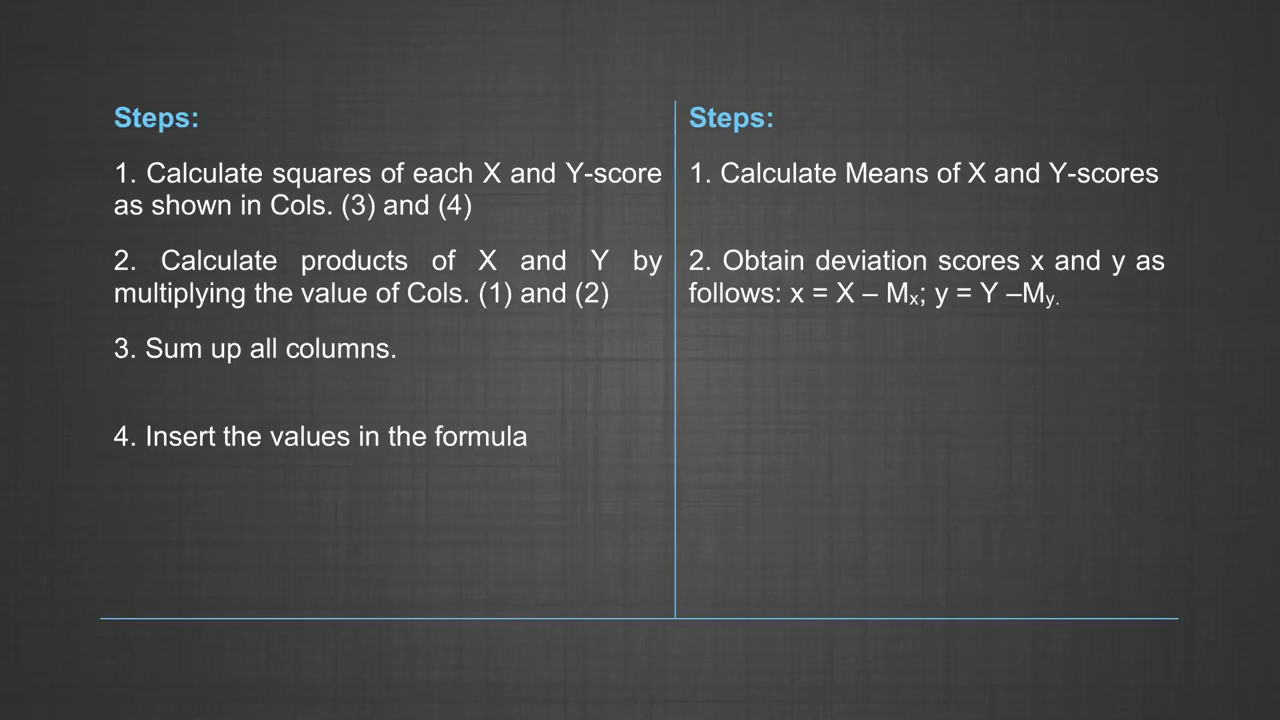 Steps:
1. Calculate squares of each X and Y-score
as shown in Cols. (3) and (4)
2. Calculate products of X and Y by
multiplying the value of Cols. (1) and (2)
3. Sum up all columns.
4. Insert the values in the formula
Steps:
1. Calculate Means of X and Y-scores
2. Obtain deviation scores x and y as
follows: x = X – Mx; y = Y –My.